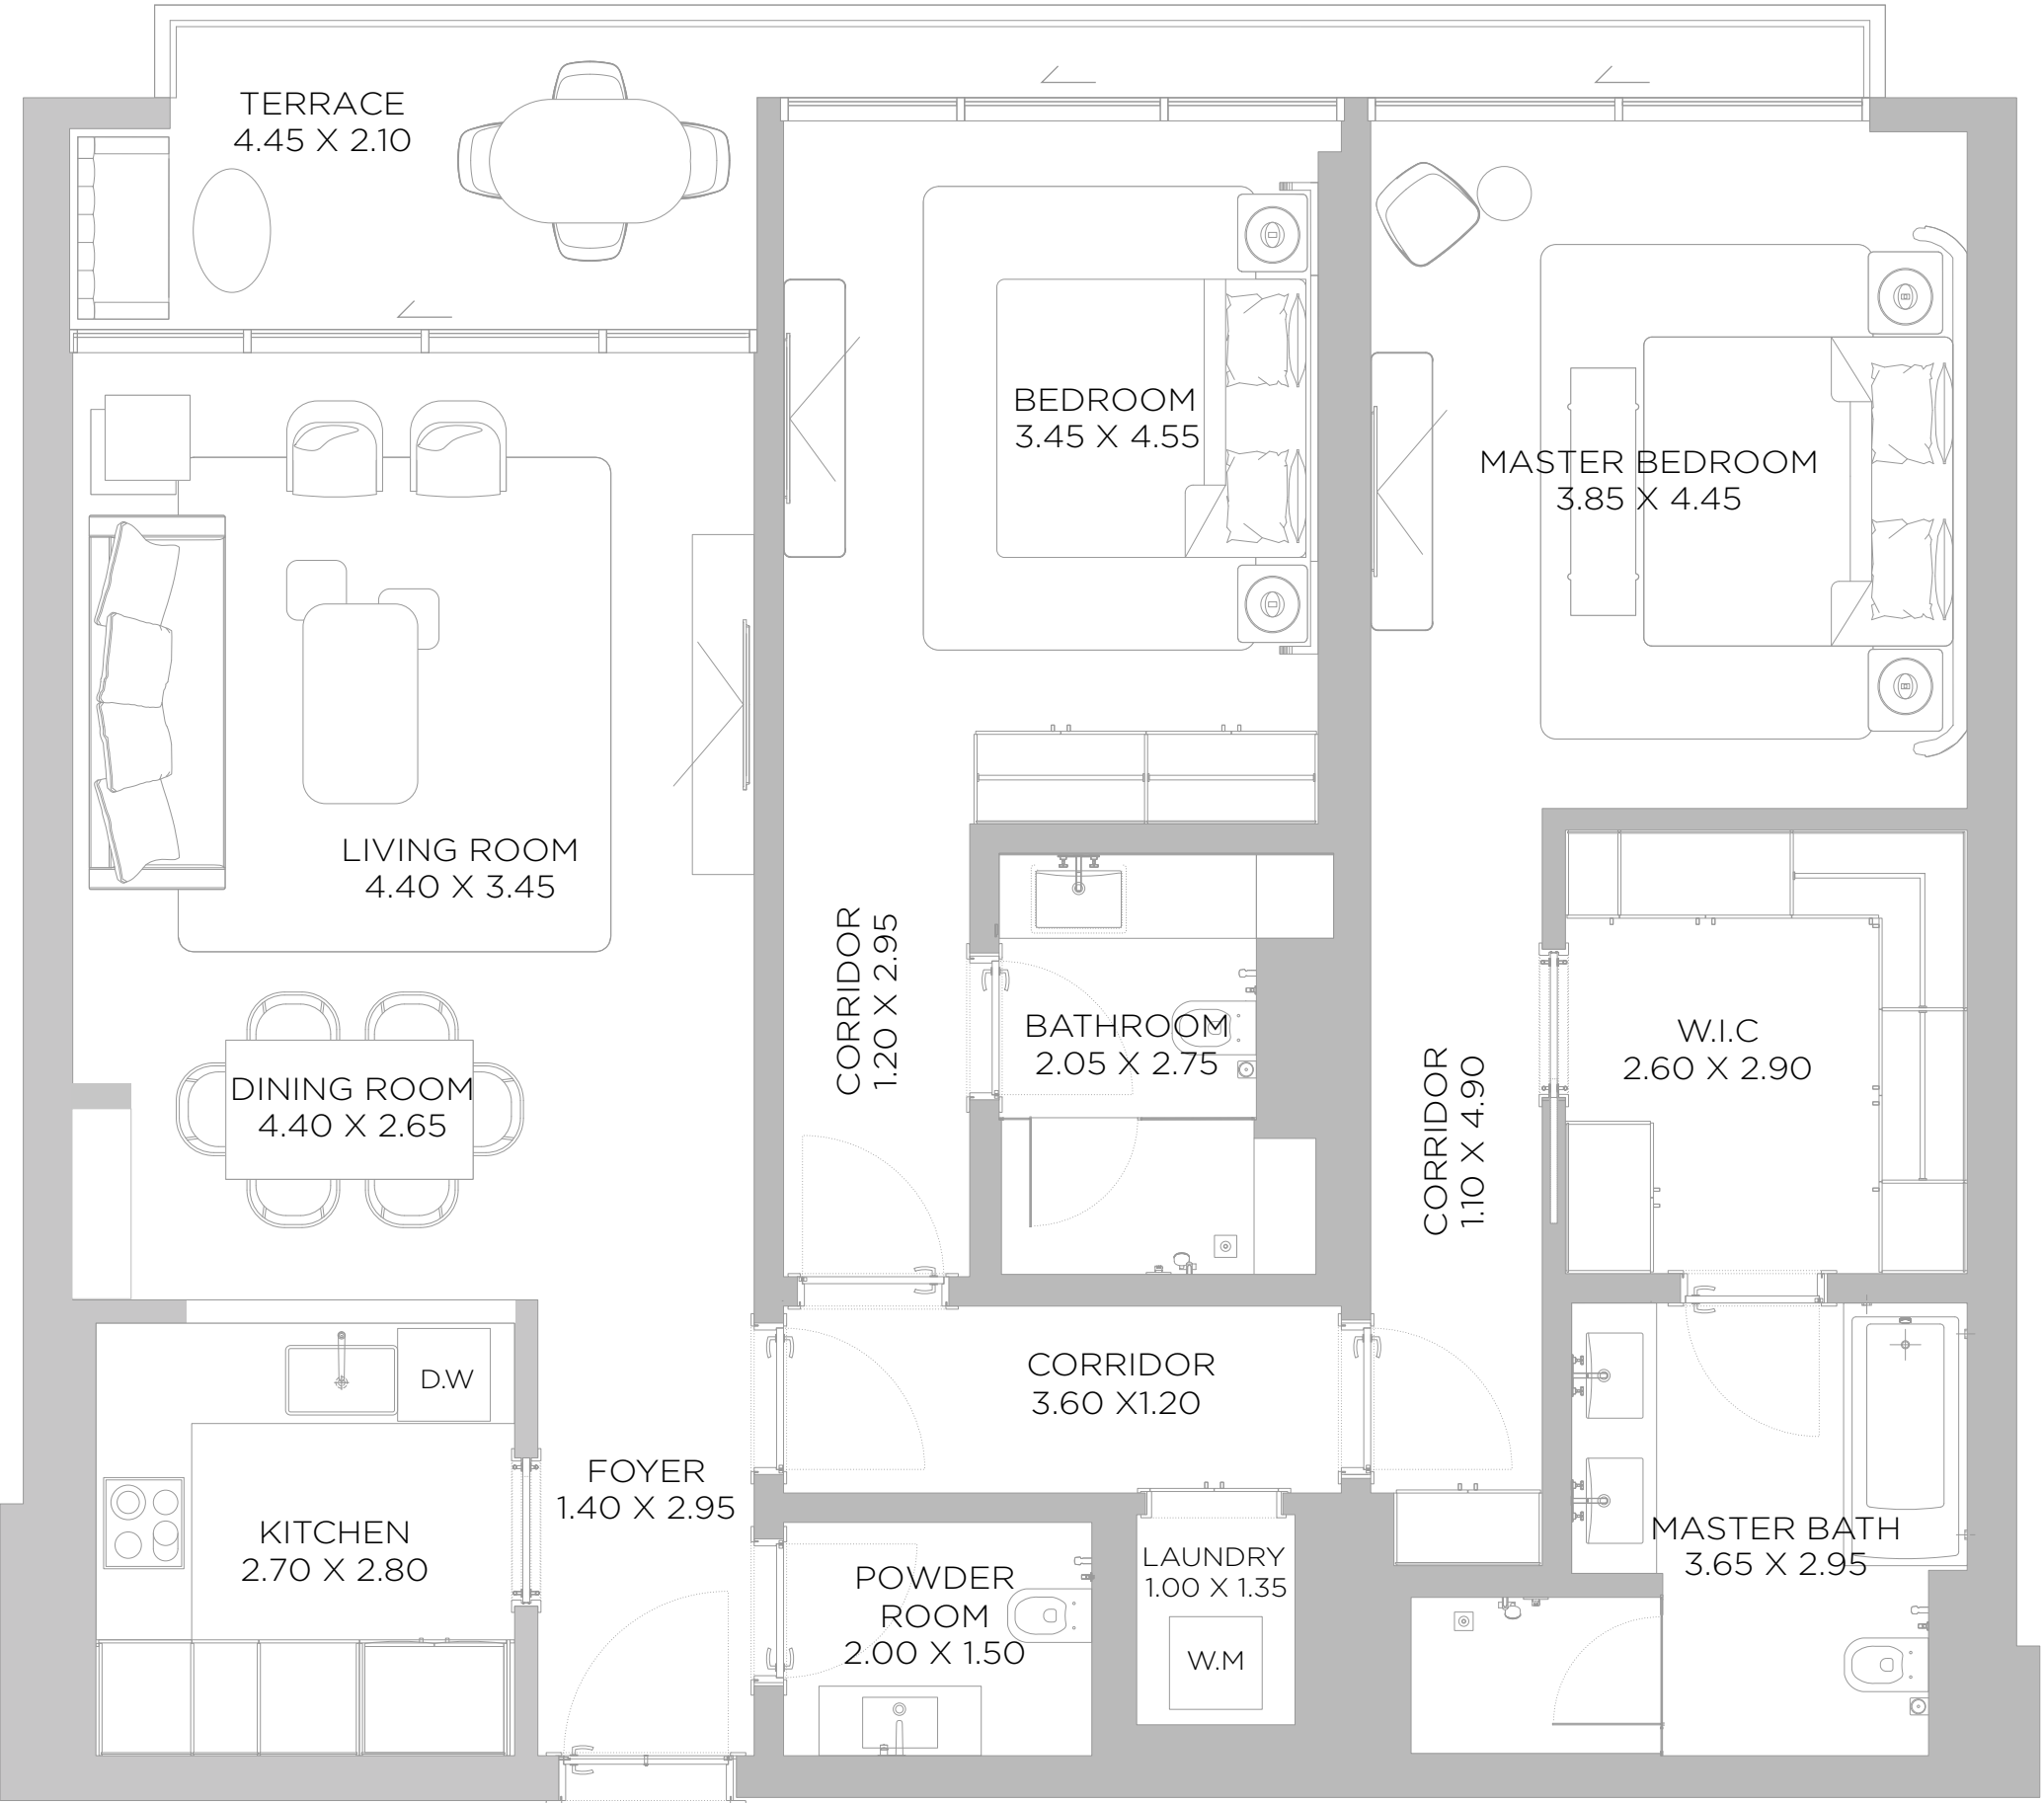 TERRACE
4.45 X 2.10
BEDROOM
3.45 X 4.55
MASTER BEDROOM
3.85 X 4.45
LIVING ROOM
4.40 X 3.45
CORRIDOR
1.20 X 2.95
BATHROOM
2.05 X 2.75
CORRIDOR
1.10 X 4.90
W.I.C
2.60 X 2.90
DINING ROOM
4.40 X 2.65
D.W
CORRIDOR
3.60 X1.20
FOYER
1.40 X 2.95
KITCHEN
2.70 X 2.80
POWDER
ROOM
2.00 X 1.50
LAUNDRY
1.00 X 1.35
W.M
MASTER BATH
3.65 X 2.95